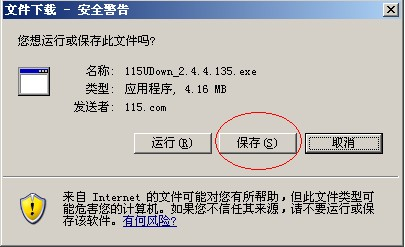 文件下载 - 安全警告
您想运行或保存此文件吗?
名称: 115UDown_2.4.4.135.exe
类型: 应用程序, 4.16 MB
发送者: 115.com
运行(R) 保存(S) 取消
来自 Internet 的文件可能对您有所帮助,但此文件类型可
能危害您的计算机。如果您不信任其来源,请不要运行或保
存该软件。有何风险?